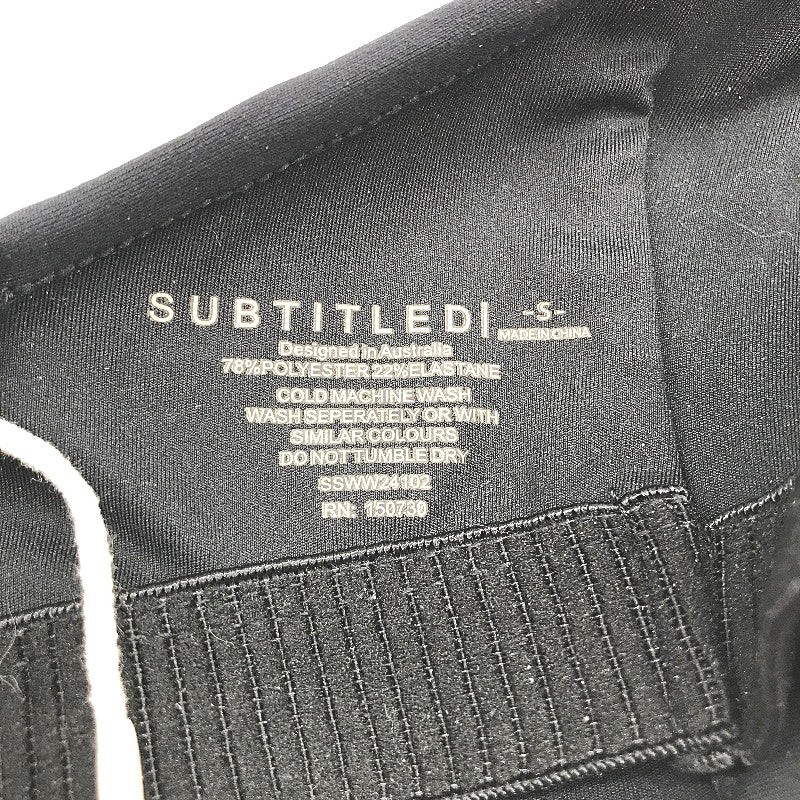 SUBTITLED|
-S-
MADE IN CHINA
Designed in Australia
78%POLYESTER 22%ELASTANE
COLD MACHINE WASH
WASH SEPERATELY OR WITH
SIMILAR COLOURS
DO NOT TUMBLE DRY
SSWW24102
RN: 150730